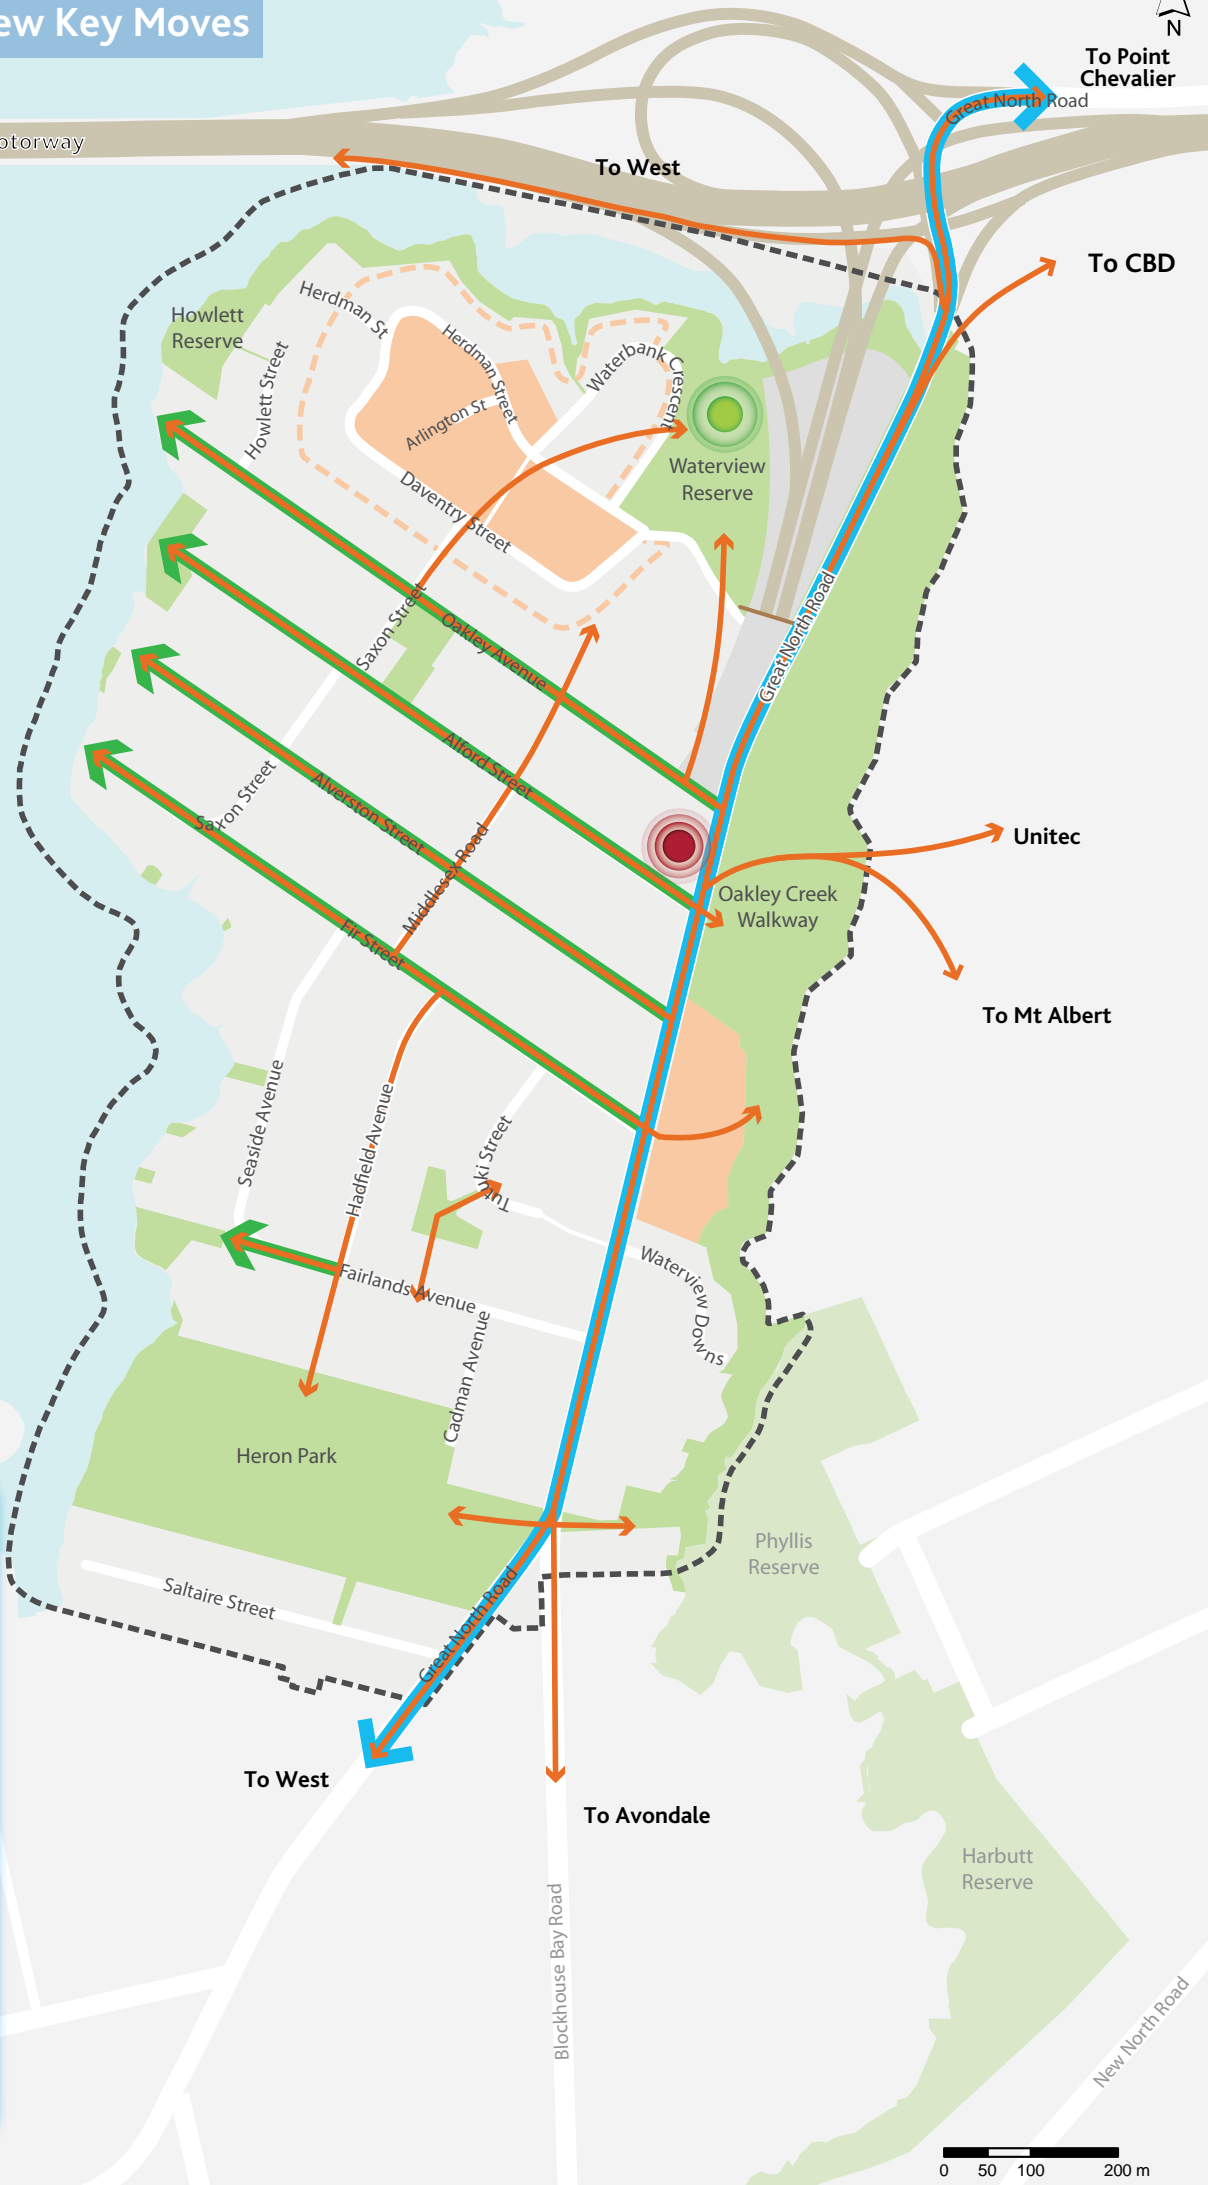 ew Key Moves
N
To Point
Chevalier
Great North Road
otorway
To West
To CBD
Howlett
Reserve
Herdman St
Herdman Street
Waterbank Crescent
Howlett Street
Arlington St
Waterview
Reserve
Daventry Street
Saxon Street
Oakley Avenue
Great North Road
Alford Street
Saxon Street
Alverston Street
Middlesex Road
Unitec
Oakley Creek
Walkway
Fir Street
To Mt Albert
Seaside Avenue
Hadfield Avenue
Tutuki Street
Waterview Downs
Fairlands Avenue
Cadman Avenue
Heron Park
Phyllis
Reserve
Saltaire Street
Great North Road
To West
To Avondale
Harbutt
Reserve
Blockhouse Bay Road
New North Road
0 50 100 200 m